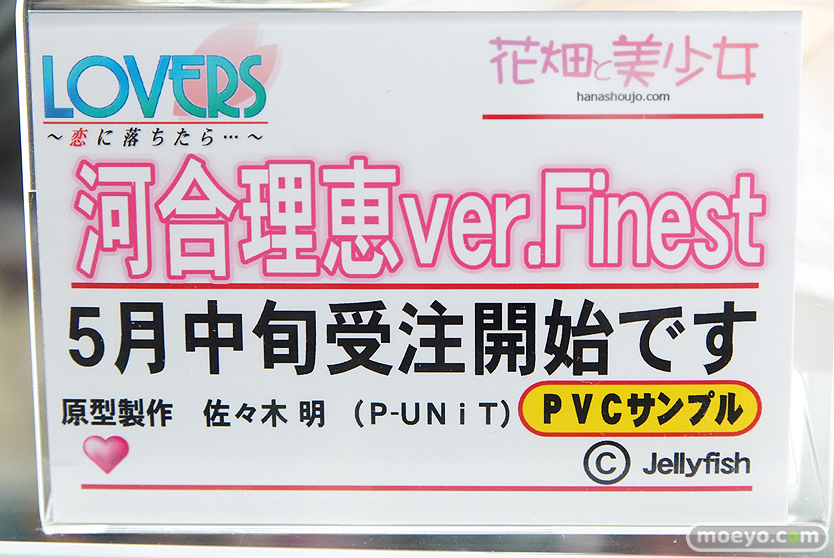 LOVERS
～恋に落ちたら…～
花畑と美少女
hanashoujo.com
河合理恵ver.Finest
5月中旬受注開始です
原型製作　佐々木 明　（P-UNiT）　PVCサンプル
© Jellyfish
moeyo.com